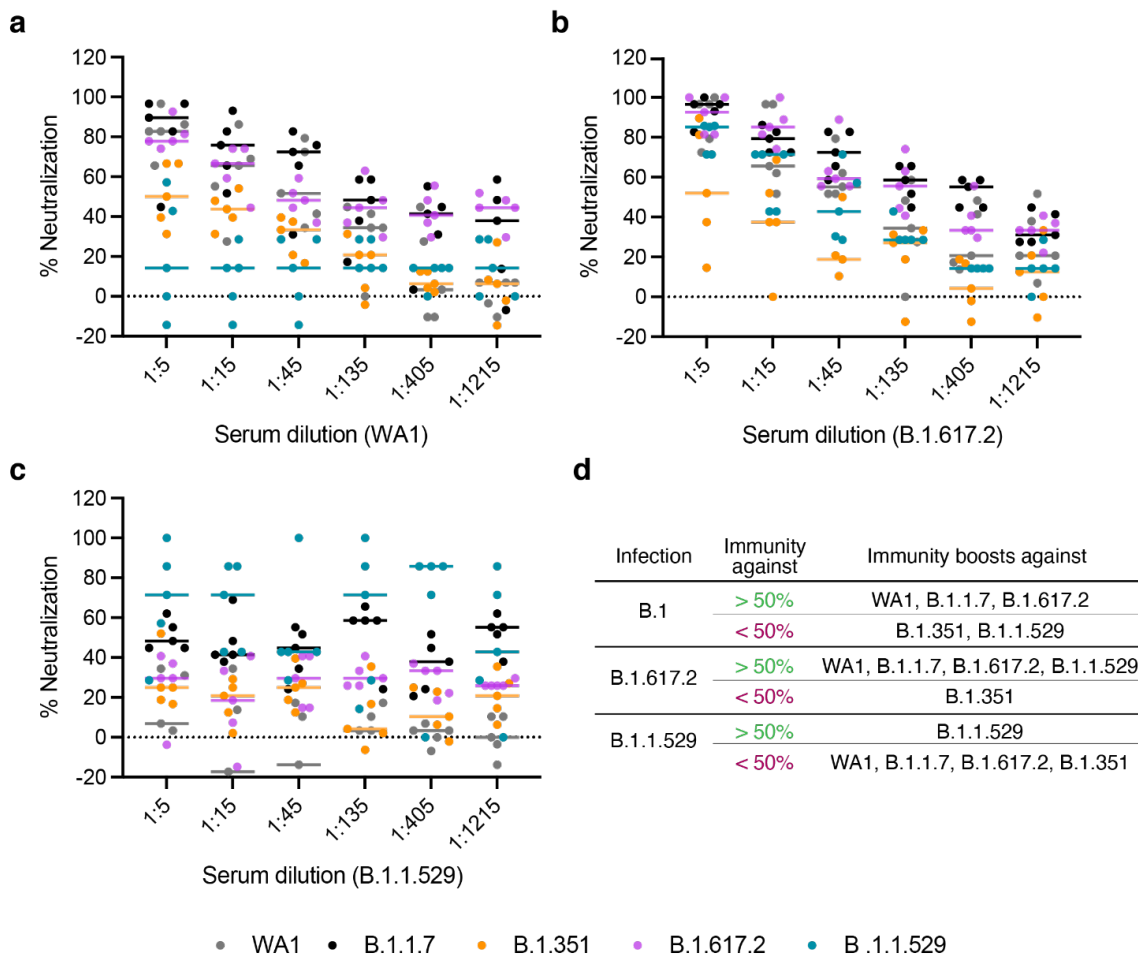 a
120
100
80
60
40
20
0
-20
% Neutralization
1:5
1:15
1:45
1:135
1:405
1:1215
Serum dilution (WA1)
b
120
100
80
60
40
20
0
-20
% Neutralization
1:5
1:15
1:45
1:135
1:405
1:1215
Serum dilution (B.1.617.2)
c
120
100
80
60
40
20
0
-20
% Neutralization
1:5
1:15
1:45
1:135
1:405
1:1215
Serum dilution (B.1.1.529)
d
Infection Immunity against Immunity boosts against
B.1
> 50% WA1, B.1.1.7, B.1.617.2
< 50% B.1.351, B.1.1.529
B.1.617.2
> 50% WA1, B.1.1.7, B.1.617.2, B.1.1.529
< 50% B.1.351
B.1.1.529
> 50% B.1.1.529
< 50% WA1, B.1.1.7, B.1.617.2, B.1.351
WA1 B.1.1.7 B.1.351 B.1.617.2 B .1.1.529